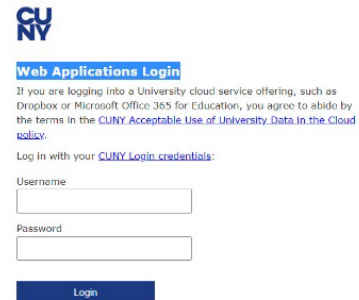 CU
NY
Web Applications Login
If you are logging into a University cloud service offering, such as
Dropbox or Microsoft Office 365 for Education, you agree to abide by
the terms in the CUNY Acceptable Use of University Data in the Cloud
policy.
Log in with your CUNY Login credentials:
Username
Password
Login